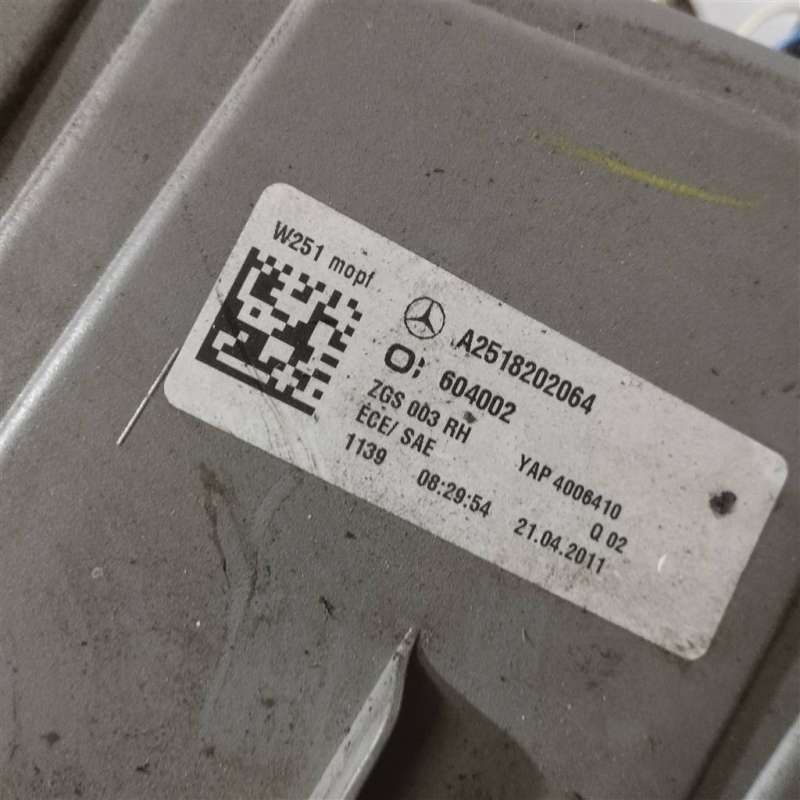 W251 mopf
A2518202064
O; 604002
ZGS 003 RH YAP 4006410
ECE/ SAE Q 02
1139 08:29:54 21.04.2011